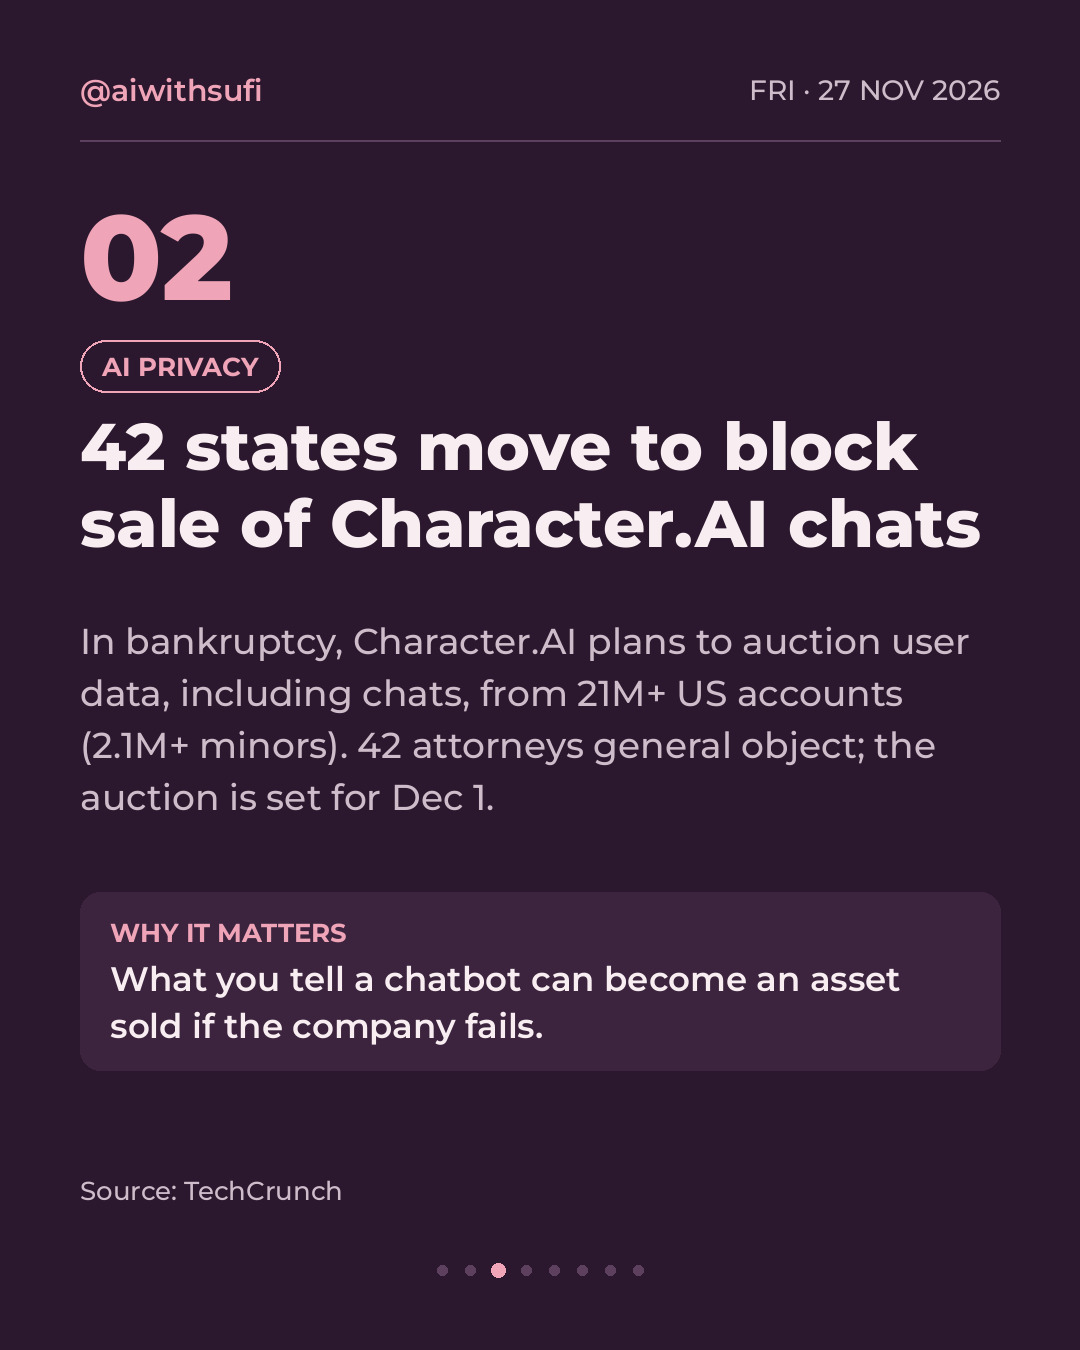 @aiwithsufi
FRI · 27 NOV 2026
02
AI PRIVACY
42 states move to block
sale of Character.AI chats
In bankruptcy, Character.AI plans to auction user
data, including chats, from 21M+ US accounts
(2.1M+ minors). 42 attorneys general object; the
auction is set for Dec 1.
WHY IT MATTERS
What you tell a chatbot can become an asset
sold if the company fails.
Source: TechCrunch